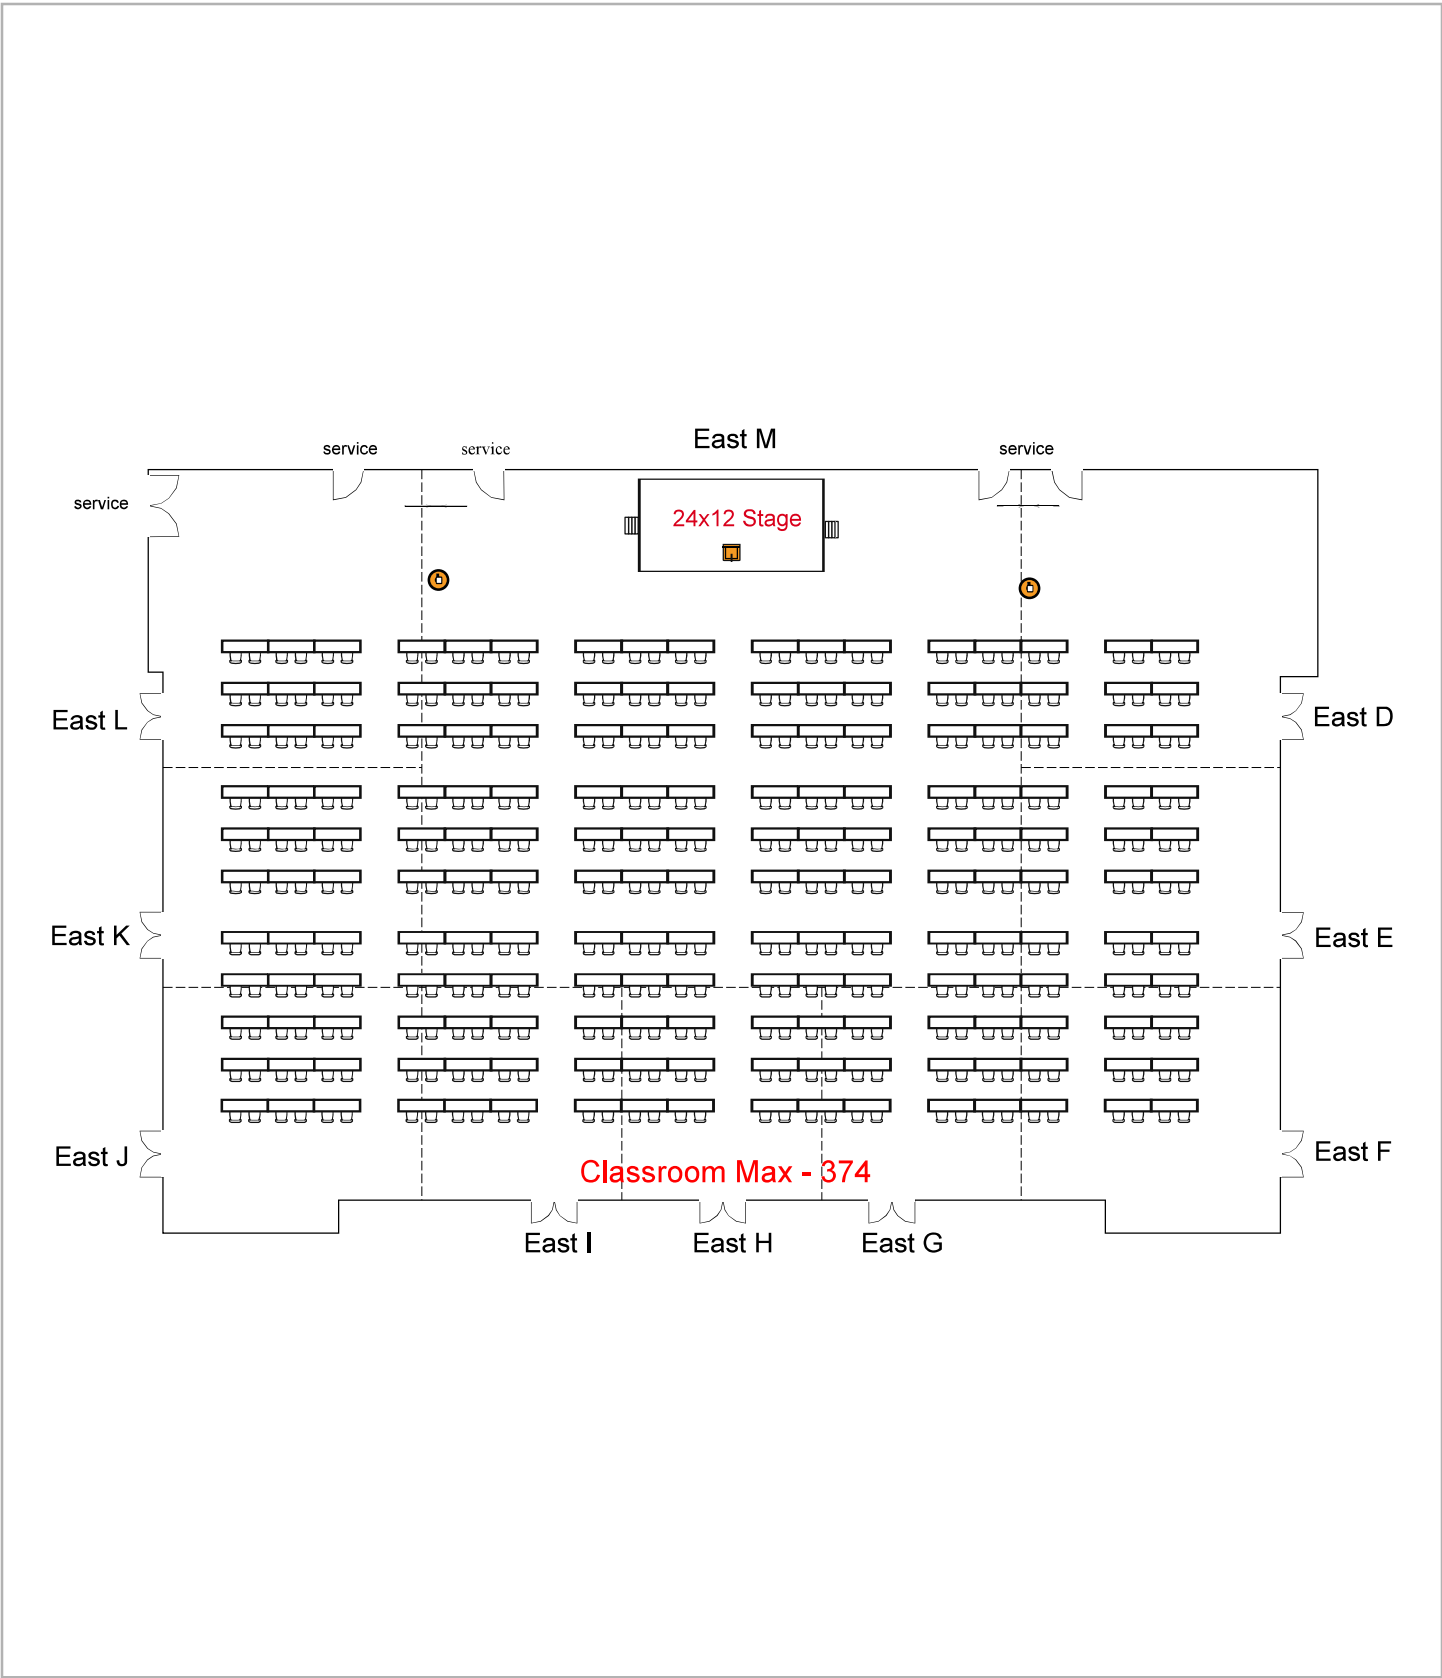 East M
service
service
service
service
24x12 Stage
East L
East D
East K
East E
East J
East F
Classroom Max - 374
East I
East H
East G